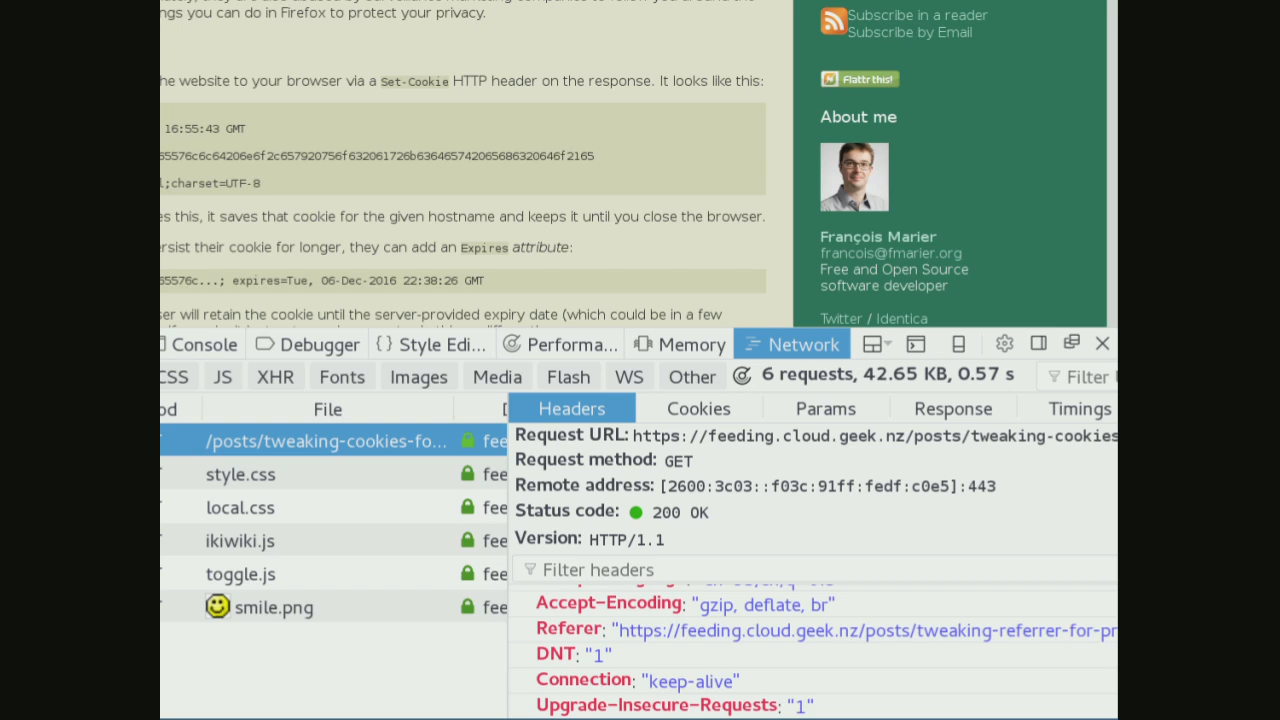 ings you can do in Firefox to protect your privacy.
he website to your browser via a Set-Cookie HTTP header on the response. It looks like this:
16:55:43 GMT
65576c6c64206e6f2c657920756f632061726b636465742065686320646f2165
l;charset=UTF-8
es this, it saves that cookie for the given hostname and keeps it until you close the browser.
ersist their cookie for longer, they can add an Expires attribute:
65576c...; expires=Tue, 06-Dec-2016 22:38:26 GMT
ser will retain the cookie until the server-provided expiry date (which could be in a few
Subscribe in a reader
Subscribe by Email
Flattr this!
About me
François Marier
francois@fmarier.org
Free and Open Source
software developer
Twitter / Identica
Console Debugger { } Style Edi... Performa... Memory Network
CSS JS XHR Fonts Images Media Flash WS Other 6 requests, 42.65 KB, 0.57 s Filter
od File
/posts/tweaking-cookies-fo... fee
style.css fee
local.css fee
ikiwiki.js fee
toggle.js fee
smile.png fee
Headers Cookies Params Response Timings
Request URL: https://feeding.cloud.geek.nz/posts/tweaking-cookies
Request method: GET
Remote address: [2600:3c03::f03c:91ff:fedf:c0e5]:443
Status code: 200 OK
Version: HTTP/1.1
Filter headers
Accept-Encoding: "gzip, deflate, br"
Referer: "https://feeding.cloud.geek.nz/posts/tweaking-referrer-for-pr
DNT: "1"
Connection: "keep-alive"
Upgrade-Insecure-Requests: "1"